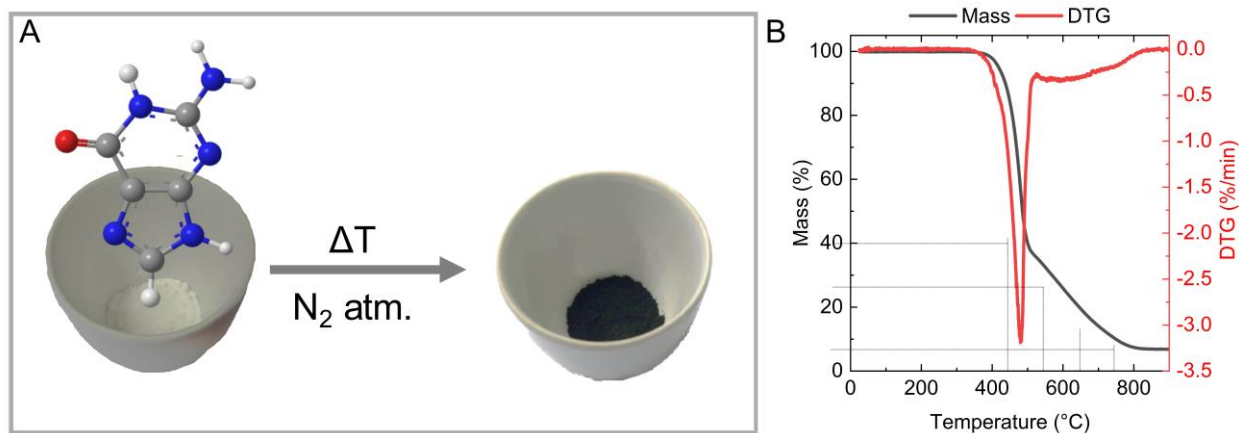 A
ΔT
N₂ atm.
B
Mass DTG
100
80
60
40
20
0
Mass (%)
0 200 400 600 800
Temperature (°C)
0.0
-0.5
-1.0
-1.5
-2.0
-2.5
-3.0
-3.5
DTG (%/min)